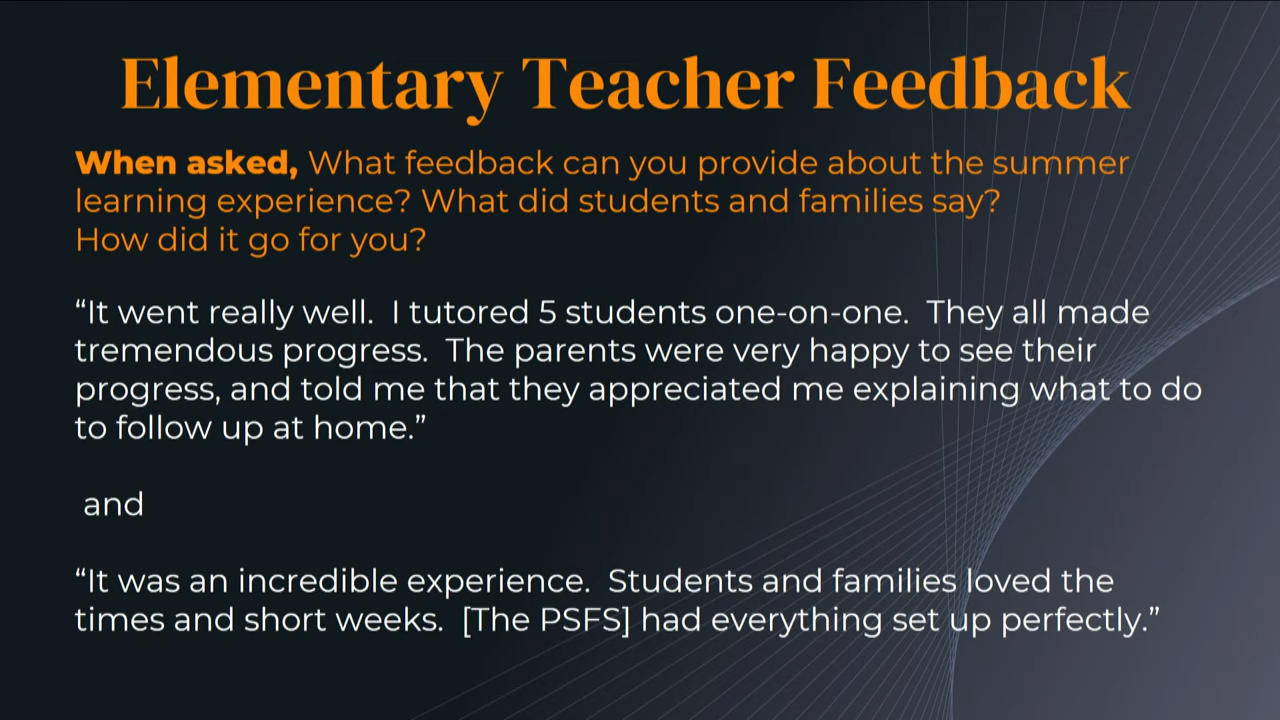 Elementary Teacher Feedback
When asked, What feedback can you provide about the summer
learning experience? What did students and families say?
How did it go for you?
“It went really well.  I tutored 5 students one-on-one.  They all made
tremendous progress.  The parents were very happy to see their
progress, and told me that they appreciated me explaining what to do
to follow up at home.”
and
“It was an incredible experience.  Students and families loved the
times and short weeks.  [The PSFS] had everything set up perfectly.”